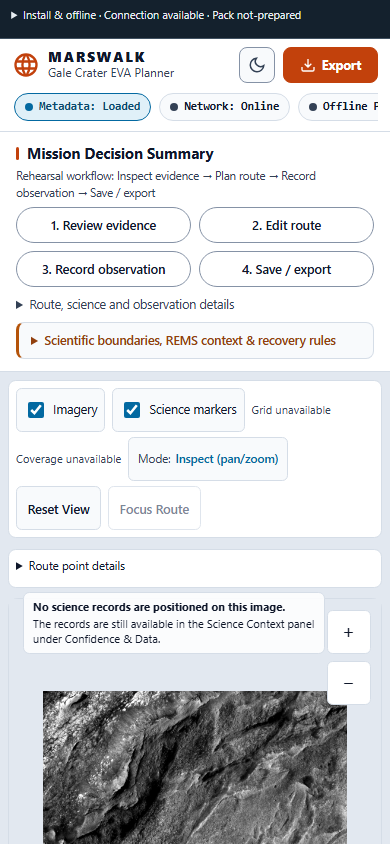 Install & offline · Connection available · Pack not-prepared
MARSWALK
Gale Crater EVA Planner
Export
Metadata: Loaded
Network: Online
Offline P
Mission Decision Summary
Rehearsal workflow: Inspect evidence → Plan route → Record
observation → Save / export
1. Review evidence
2. Edit route
3. Record observation
4. Save / export
Route, science and observation details
Scientific boundaries, REMS context & recovery rules
Imagery
Science markers
Grid unavailable
Coverage unavailable
Mode: Inspect (pan/zoom)
Reset View
Focus Route
Route point details
No science records are positioned on this image.
The records are still available in the Science Context panel
under Confidence & Data.
+
−